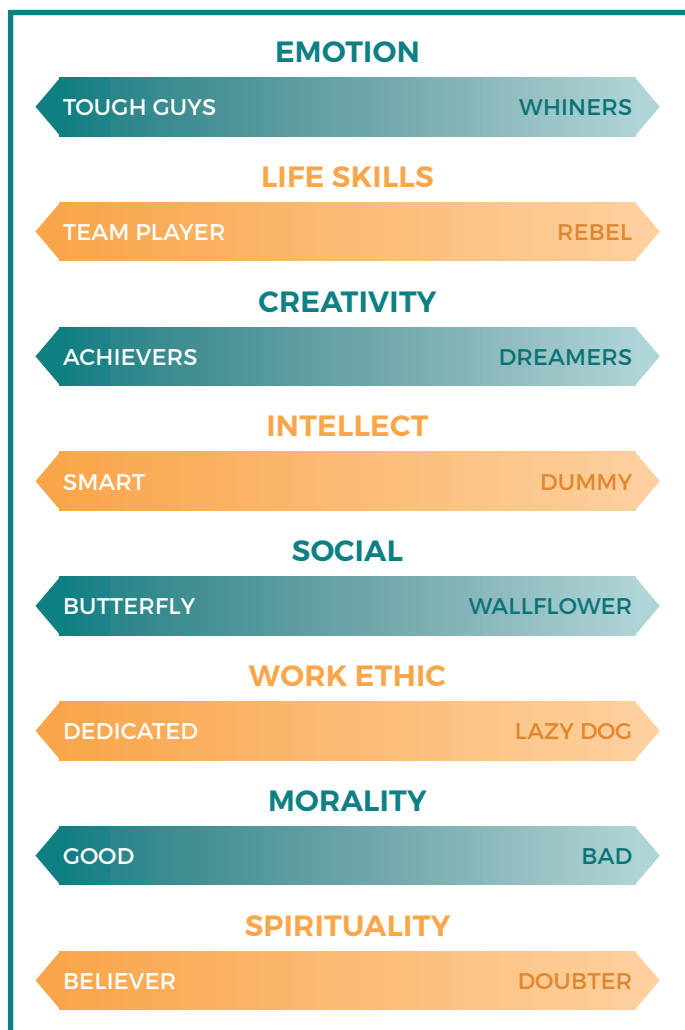 EMOTION
TOUGH GUYS WHINERS
LIFE SKILLS
TEAM PLAYER REBEL
CREATIVITY
ACHIEVERS DREAMERS
INTELLECT
SMART DUMMY
SOCIAL
BUTTERFLY WALLFLOWER
WORK ETHIC
DEDICATED LAZY DOG
MORALITY
GOOD BAD
SPIRITUALITY
BELIEVER DOUBTER